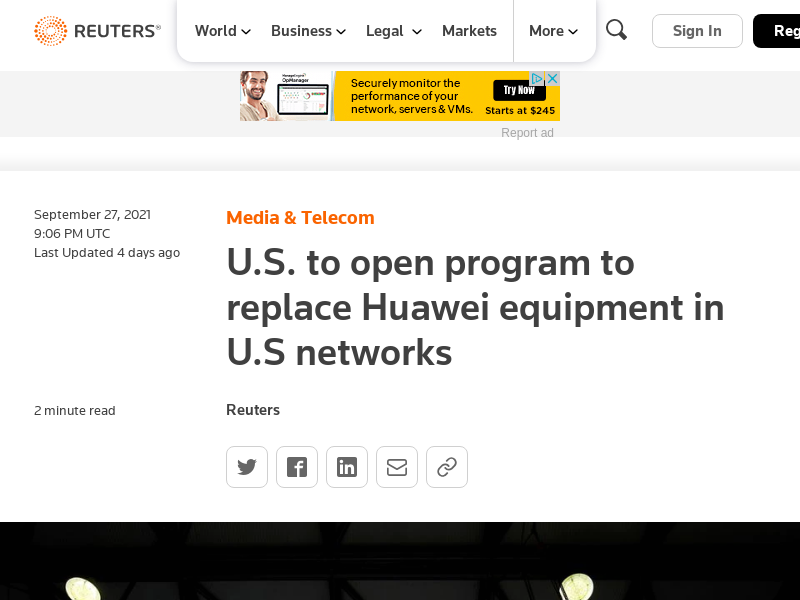 REUTERS®
World
Business
Legal
Markets
More
Sign In
Reg
ManageEngine
OpManager
Securely monitor the
performance of your
network, servers & VMs.
Try Now
Starts at $245
Report ad
September 27, 2021
9:06 PM UTC
Last Updated 4 days ago
Media & Telecom
U.S. to open program to
replace Huawei equipment in
U.S networks
2 minute read
Reuters